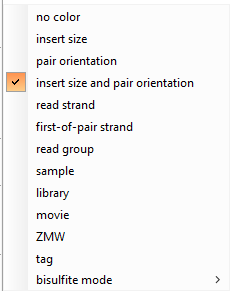 no color
insert size
pair orientation
insert size and pair orientation
read strand
first-of-pair strand
read group
sample
library
movie
ZMW
tag
bisulfite mode